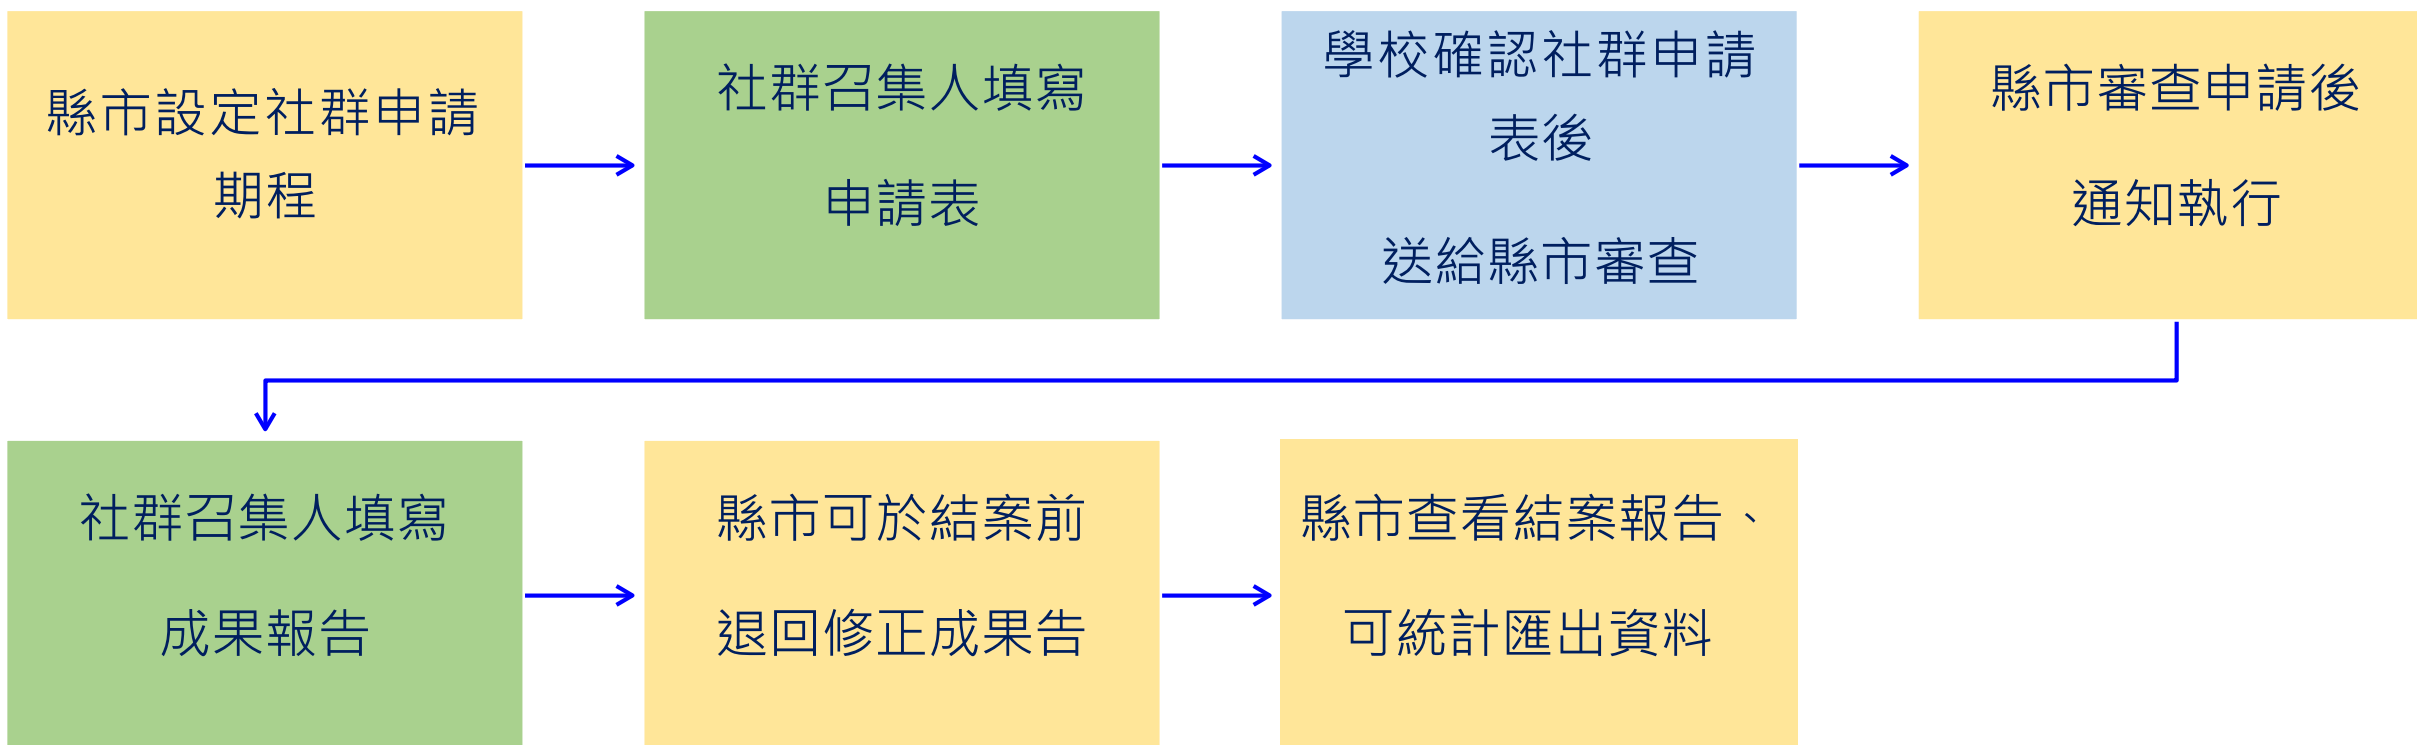 縣市設定社群申請
期程
社群召集人填寫
申請表
學校確認社群申請
表後
送給縣市審查
縣市審查申請後
通知執行
社群召集人填寫
成果報告
縣市可於結案前
退回修正成果告
縣市查看結案報告、
可統計匯出資料